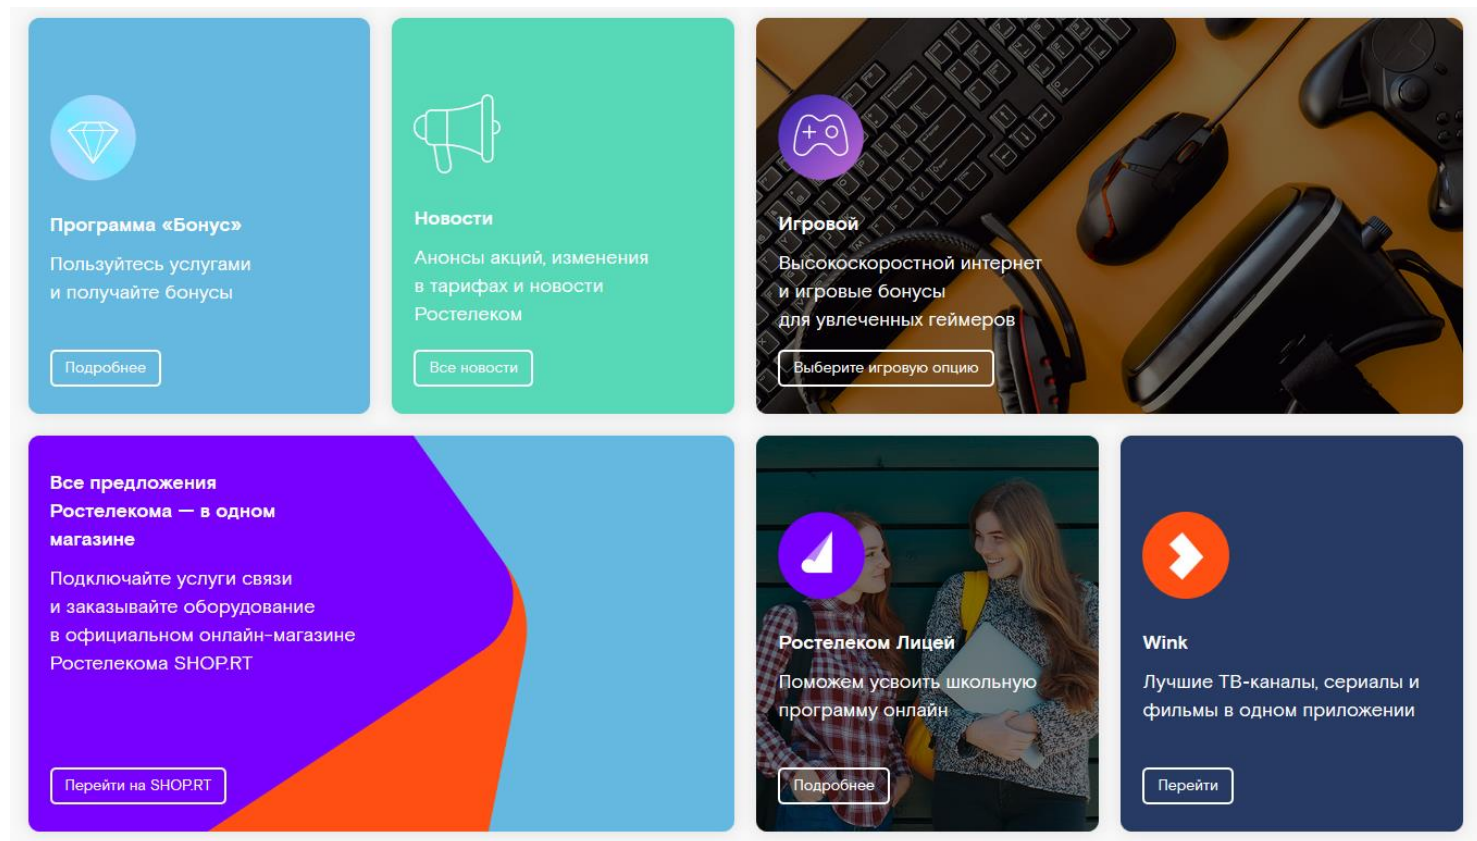 Программа «Бонус»
Пользуйтесь услугами
и получайте бонусы
Подробнее
Новости
Анонсы акций, изменения
в тарифах и новости
Ростелеком
Все новости
Игровой
Высокоскоростной интернет
и игровые бонусы
для увлеченных геймеров
Выберите игровую опцию
Все предложения
Ростелекома — в одном
магазине
Подключайте услуги связи
и заказывайте оборудование
в официальном онлайн-магазине
Ростелекома SHOP.RT
Перейти на SHOP.RT
Ростелеком Лицей
Поможем усвоить школьную
программу онлайн
Подробнее
Wink
Лучшие ТВ-каналы, сериалы и
фильмы в одном приложении
Перейти